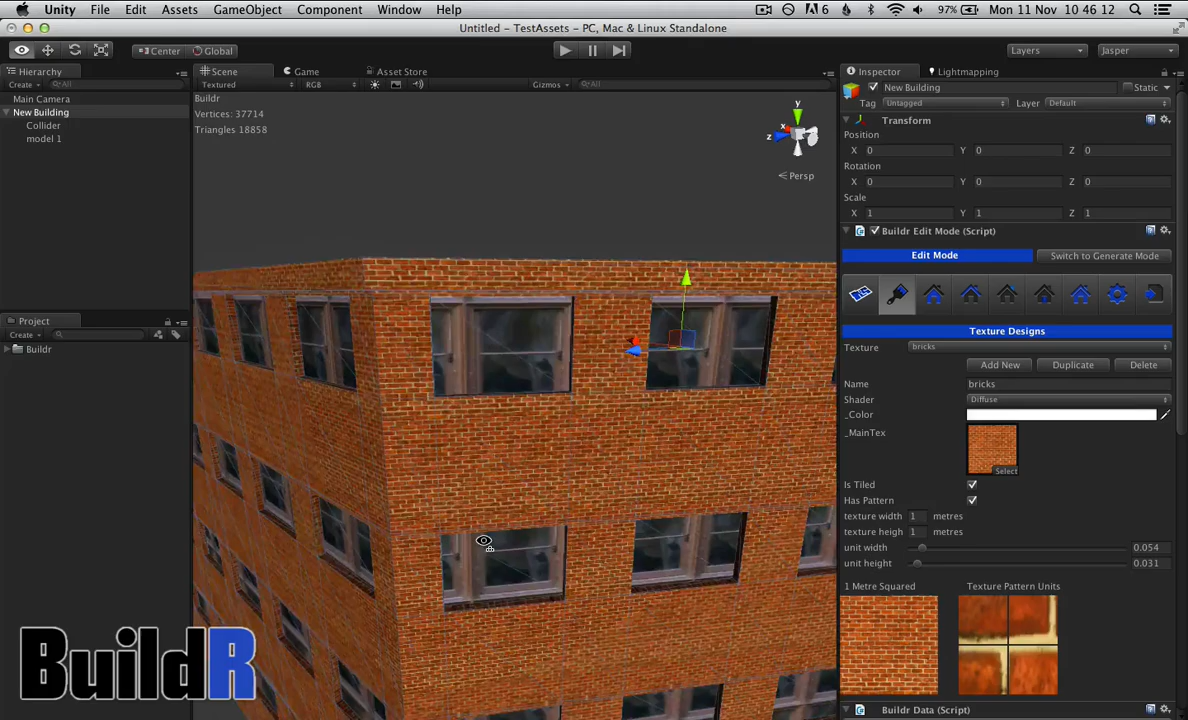 Unity File Edit Assets GameObject Component Window Help 6 97% Mon 11 Nov 10 46 12
Untitled - TestAssets - PC, Mac & Linux Standalone
Center Global Layers Jasper
Hierarchy Scene Game Asset Store Inspector Lightmapping
Create All Textured RGB Gizmos All New Building Static
Main Camera Buildr Tag Untagged Layer Default
New Building Vertices: 37714 Transform
Collider Triangles 18858 Position
model 1 X 0 Y 0 Z 0
y x z
Persp Rotation
X 0 Y 0 Z 0
Scale
X 1 Y 1 Z 1
Buildr Edit Mode (Script)
Edit Mode Switch to Generate Mode
Project
Create
Buildr
Texture Designs
Texture bricks
Add New Duplicate Delete
Name bricks
Shader Diffuse
_Color
_MainTex
Select
Is Tiled
Has Pattern
texture width 1 metres
texture heigh 1 metres
unit width 0.054
unit height 0.031
1 Metre Squared Texture Pattern Units
BuildR
Buildr Data (Script)